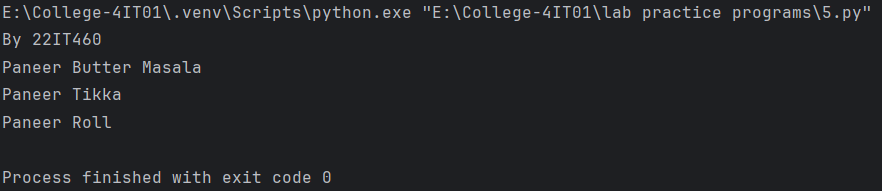 E:\College-4IT01\.venv\Scripts\python.exe "E:\College-4IT01\lab practice programs\5.py"
By 22IT460
Paneer Butter Masala
Paneer Tikka
Paneer Roll
Process finished with exit code 0